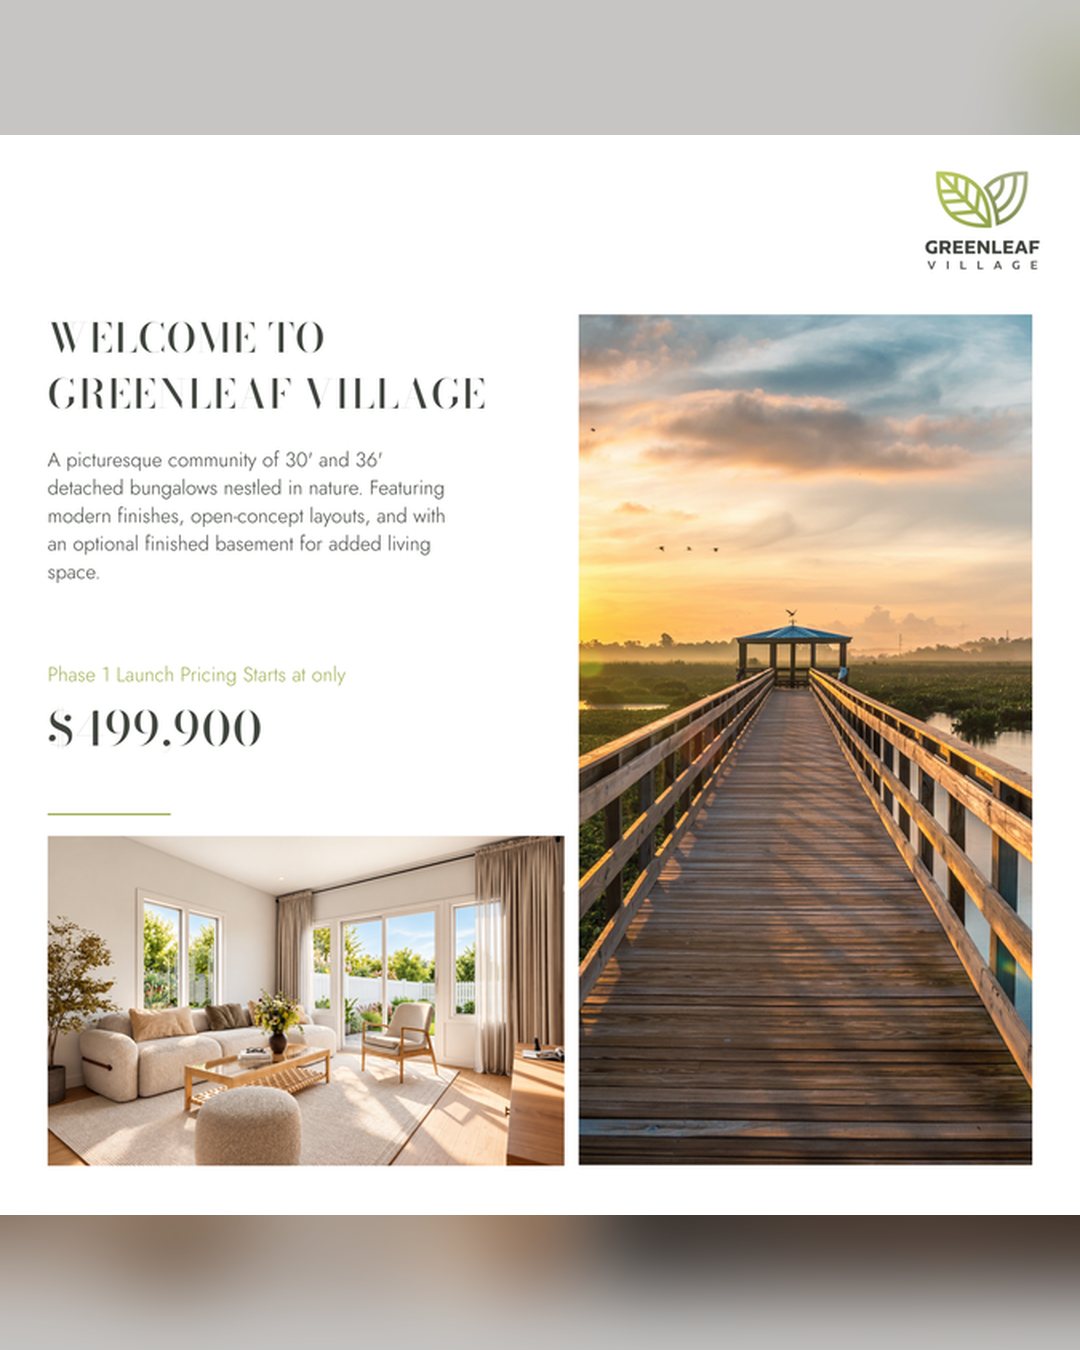 GREENLEAF
VILLAGE
WELCOME TO
GREENLEAF VILLAGE
A picturesque community of 30' and 36'
detached bungalows nestled in nature. Featuring
modern finishes, open-concept layouts, and with
an optional finished basement for added living
space.
Phase 1 Launch Pricing Starts at only
$499.900